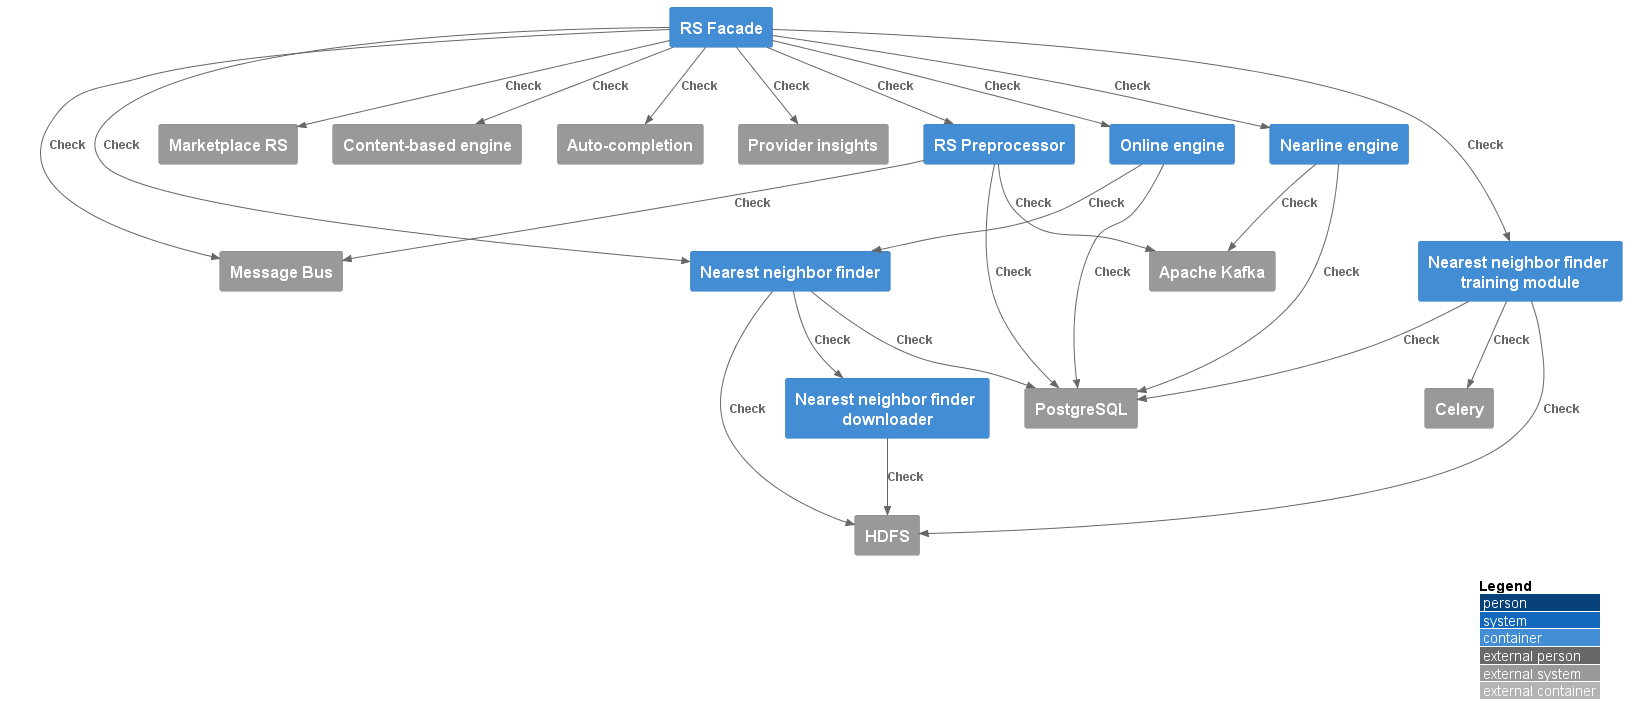 RS Facade
Check
Check
Check
Check
Check
Check
Check
Marketplace RS
Content-based engine
Auto-completion
Provider insights
RS Preprocessor
Online engine
Nearline engine
Check
Check
Check
Check
Check
Check
Check
Message Bus
Nearest neighbor finder
Check
Check
Apache Kafka
Check
Nearest neighbor finder
training module
Check
Check
Check
Check
Nearest neighbor finder
downloader
Check
PostgreSQL
Celery
Check
Check
HDFS
Legend
person
system
container
external person
external system
external container